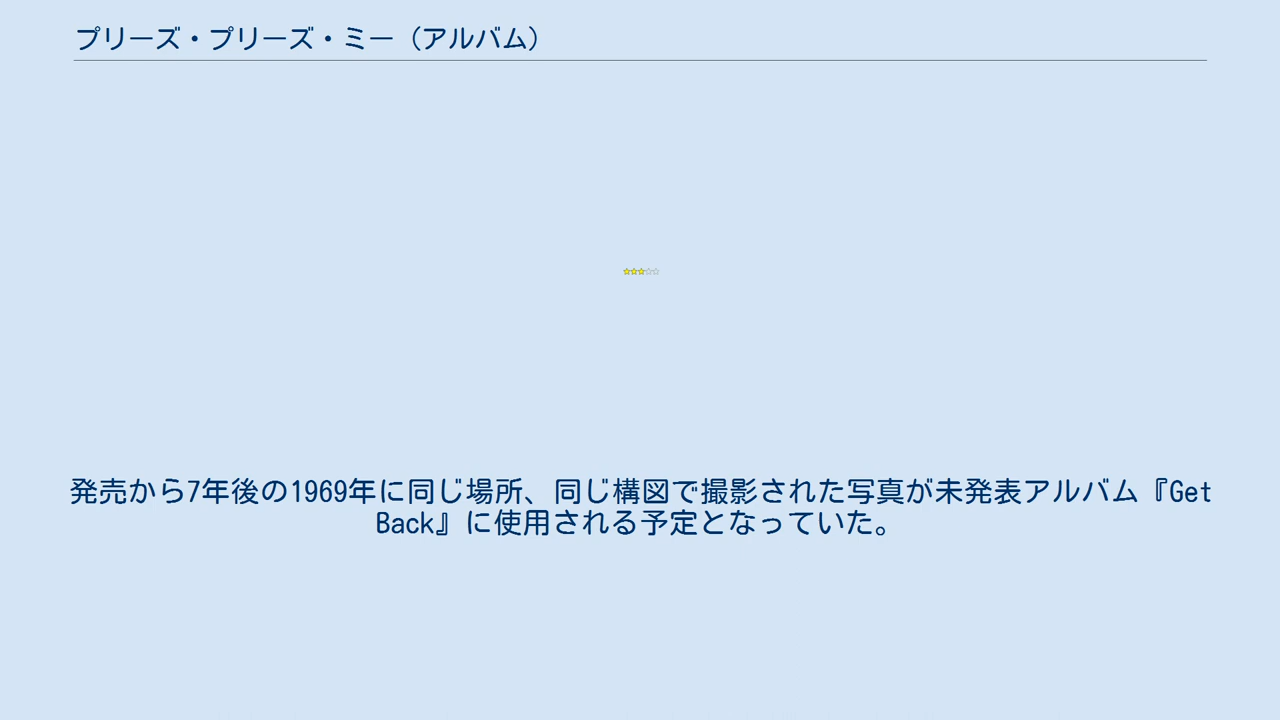 プリーズ・プリーズ・ミー（アルバム）
発売から7年後の1969年に同じ場所、同じ構図で撮影された写真が未発表アルバム『Get
Back』に使用される予定となっていた。